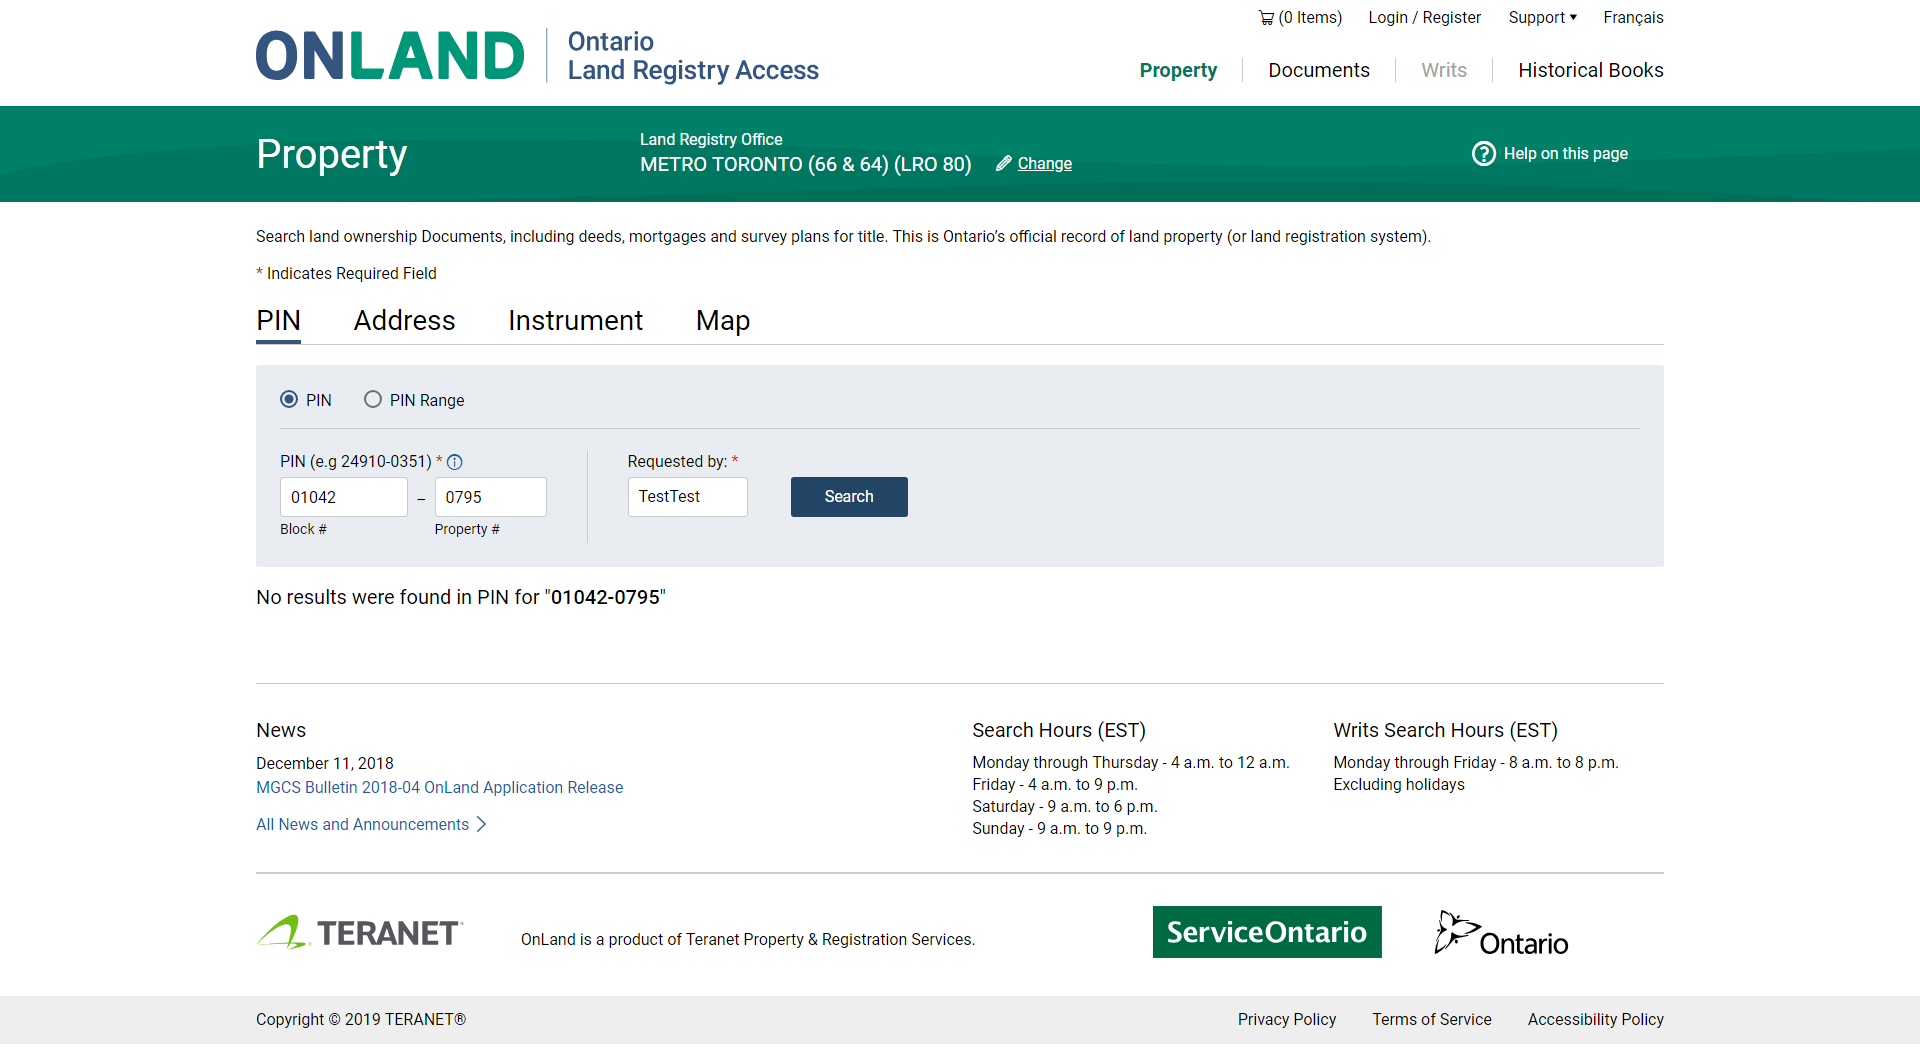 (0 Items) Login / Register Support Français
ONLAND Ontario
Land Registry Access
Property Documents Writs Historical Books
Property
Land Registry Office
METRO TORONTO (66 & 64) (LRO 80) Change
Help on this page
Search land ownership Documents, including deeds, mortgages and survey plans for title. This is Ontario’s official record of land property (or land registration system).
* Indicates Required Field
PIN Address Instrument Map
PIN PIN Range
PIN (e.g 24910-0351) * Requested by: *
01042 – 0795 TestTest Search
Block # Property #
No results were found in PIN for "01042-0795"
News
December 11, 2018
MGCS Bulletin 2018-04 OnLand Application Release
All News and Announcements
Search Hours (EST)
Monday through Thursday - 4 a.m. to 12 a.m.
Friday - 4 a.m. to 9 p.m.
Saturday - 9 a.m. to 6 p.m.
Sunday - 9 a.m. to 9 p.m.
Writs Search Hours (EST)
Monday through Friday - 8 a.m. to 8 p.m.
Excluding holidays
TERANET OnLand is a product of Teranet Property & Registration Services. ServiceOntario Ontario
Copyright © 2019 TERANET® Privacy Policy Terms of Service Accessibility Policy